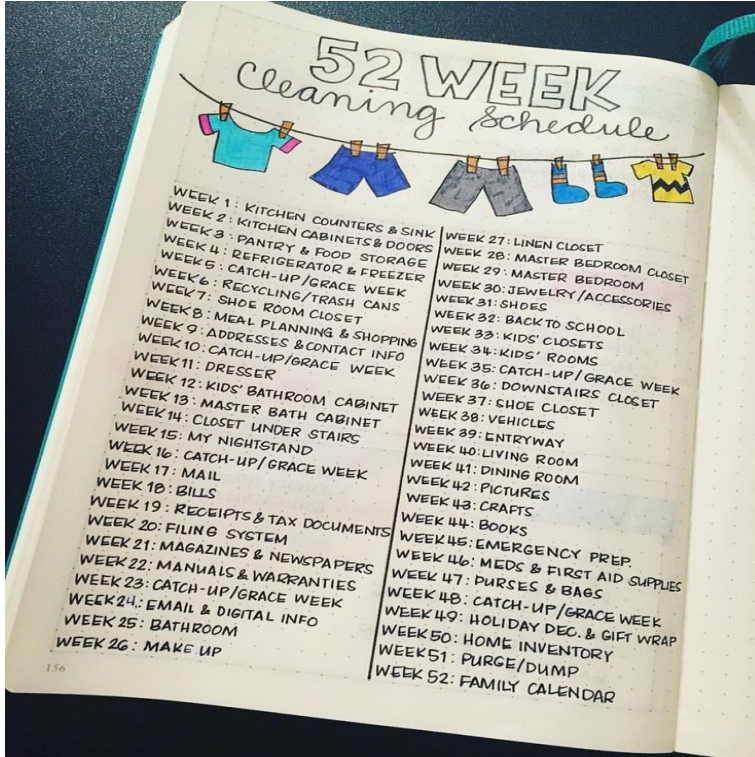 52 WEEK
Cleaning Schedule
WEEK 1: KITCHEN COUNTERS & SINK
WEEK 2: KITCHEN CABINETS & DOORS
WEEK 3: PANTRY & FOOD STORAGE
WEEK 4: REFRIGERATOR & FREEZER
WEEK 5: CATCH-UP/GRACE WEEK
WEEK 6: RECYCLING/TRASH CANS
WEEK 7: SHOE ROOM CLOSET
WEEK 8: MEAL PLANNING & SHOPPING
WEEK 9: ADDRESSES & CONTACT INFO
WEEK 10: CATCH-UP/GRACE WEEK
WEEK 11: DRESSER
WEEK 12: KIDS' BATHROOM CABINET
WEEK 13: MASTER BATH CABINET
WEEK 14: CLOSET UNDER STAIRS
WEEK 15: MY NIGHTSTAND
WEEK 16: CATCH-UP/GRACE WEEK
WEEK 17: MAIL
WEEK 18: BILLS
WEEK 19: RECEIPTS & TAX DOCUMENTS
WEEK 20: FILING SYSTEM
WEEK 21: MAGAZINES & NEWSPAPERS
WEEK 22: MANUALS & WARRANTIES
WEEK 23: CATCH-UP/GRACE WEEK
WEEK 24: EMAIL & DIGITAL INFO
WEEK 25: BATHROOM
WEEK 26: MAKE UP
WEEK 27: LINEN CLOSET
WEEK 28: MASTER BEDROOM CLOSET
WEEK 29: MASTER BEDROOM
WEEK 30: JEWELRY/ACCESSORIES
WEEK 31: SHOES
WEEK 32: BACK TO SCHOOL
WEEK 33: KIDS' CLOSETS
WEEK 34: KIDS' ROOMS
WEEK 35: CATCH-UP/GRACE WEEK
WEEK 36: DOWNSTAIRS CLOSET
WEEK 37: SHOE CLOSET
WEEK 38: VEHICLES
WEEK 39: ENTRYWAY
WEEK 40: LIVING ROOM
WEEK 41: DINING ROOM
WEEK 42: PICTURES
WEEK 43: CRAFTS
WEEK 44: BOOKS
WEEK 45: EMERGENCY PREP.
WEEK 46: MEDS & FIRST AID SUPPLIES
WEEK 47: PURSES & BAGS
WEEK 48: CATCH-UP/GRACE WEEK
WEEK 49: HOLIDAY DEC. & GIFT WRAP
WEEK 50: HOME INVENTORY
WEEK 51: PURGE/DUMP
WEEK 52: FAMILY CALENDAR
156